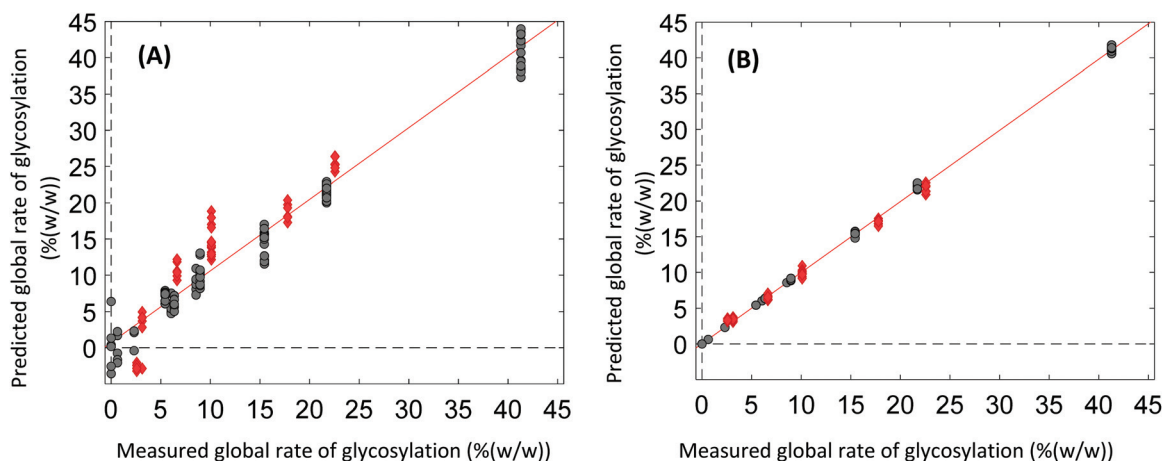 (A)
Predicted global rate of glycosylation
(%(w/w))
45
40
35
30
25
20
15
10
5
0
0 5 10 15 20 25 30 35 40 45
Measured global rate of glycosylation (%(w/w))
(B)
Predicted global rate of glycosylation
(%(w/w))
45
40
35
30
25
20
15
10
5
0
0 5 10 15 20 25 30 35 40 45
Measured global rate of glycosylation (%(w/w))